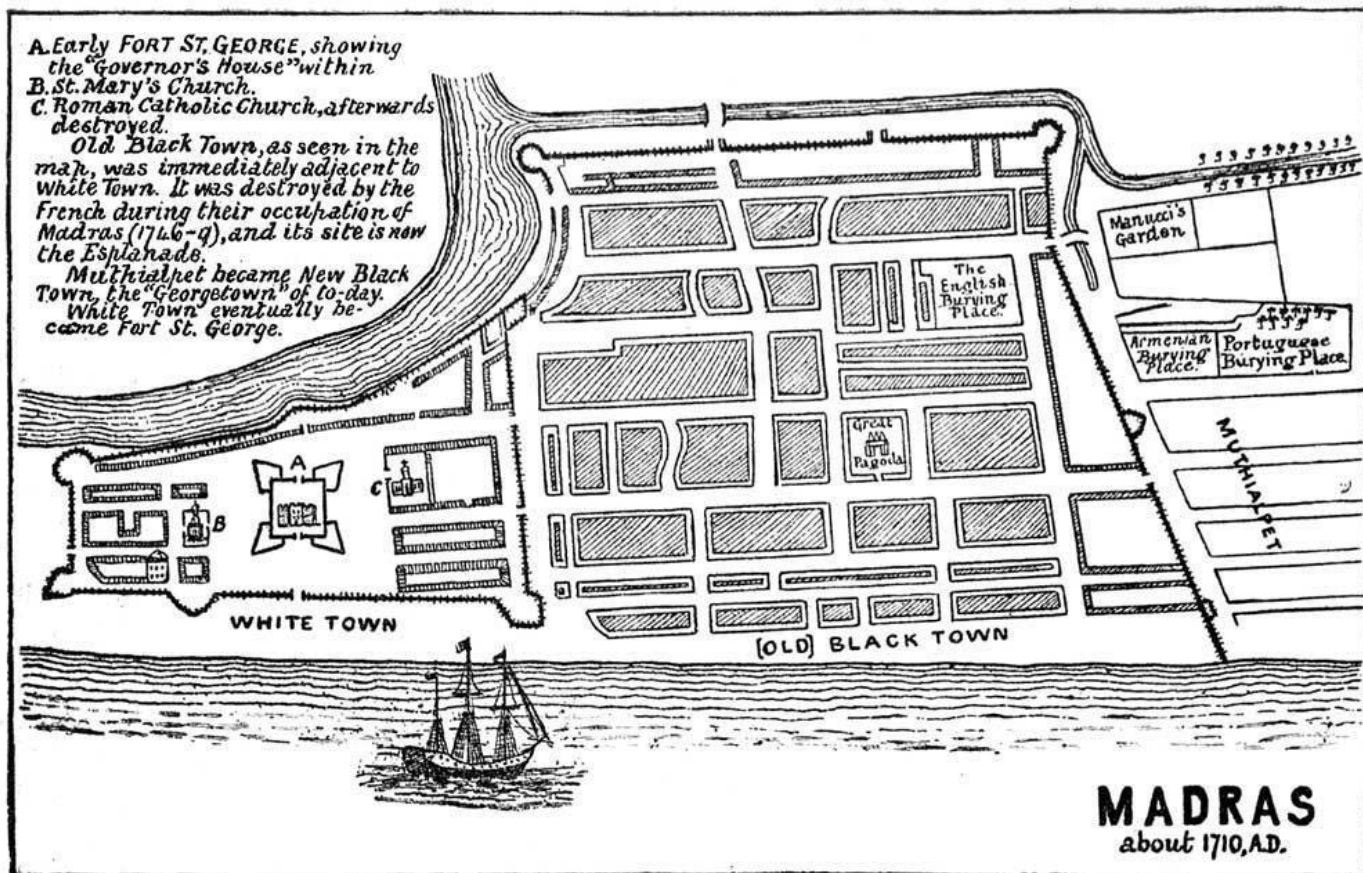 A. Early FORT ST. GEORGE, showing
the "Governor's House" within
B. St. Mary's Church.
C. Roman Catholic Church, afterwards
destroyed.
Old Black Town, as seen in the
map, was immediately adjacent to
White Town. It was destroyed by the
French during their occupation of
Madras (1746-9), and its site is now
the Esplanade.
Muthialpet became New Black
Town, the "Georgetown" of to-day.
White Town eventually be-
came Fort St. George.
Manucci's
Garden
The
English
Burying
Place.
Armenian
Burying
Place.
Portuguese
Burying Place
A
C
B
Great
Pagoda
MUTHIALPET
WHITE TOWN
[OLD] BLACK TOWN
MADRAS
about 1710, A.D.